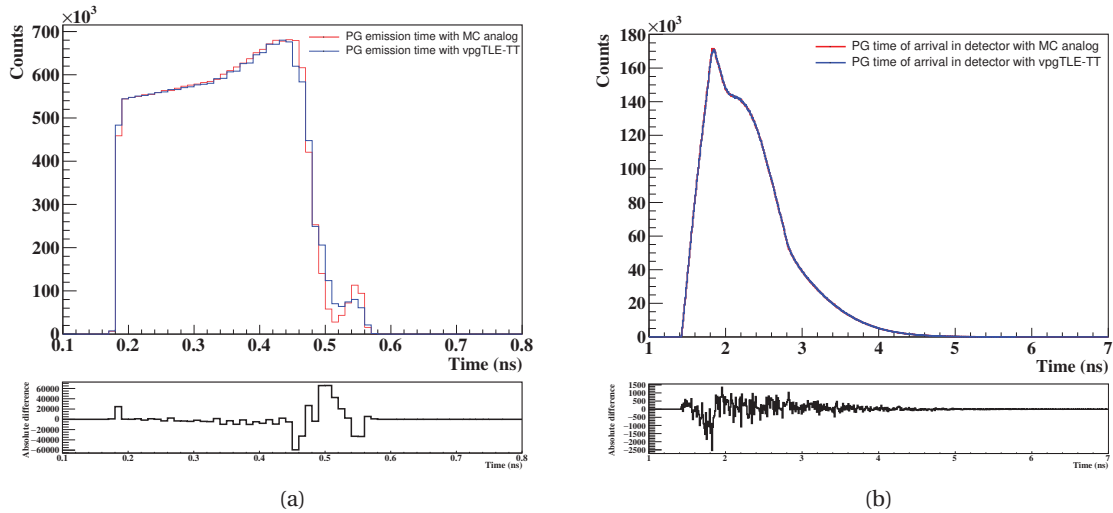 ×10³
700
600
500
400
300
200
100
0
Counts
PG emission time with MC analog
PG emission time with vpgTLE-TT
0.1 0.2 0.3 0.4 0.5 0.6 0.7 0.8
Time (ns)
60000
40000
20000
0
−20000
−40000
−60000
Absolute difference
0.1 0.2 0.3 0.4 0.5 0.6 0.7 0.8
Time (ns)
(a)
×10³
180
160
140
120
100
80
60
40
20
0
Counts
PG time of arrival in detector with MC analog
PG time of arrival in detector with vpgTLE-TT
1 2 3 4 5 6 7
Time (ns)
1500
1000
500
0
−500
−1000
−1500
−2000
−2500
Absolute difference
1 2 3 4 5 6 7
Time (ns)
(b)